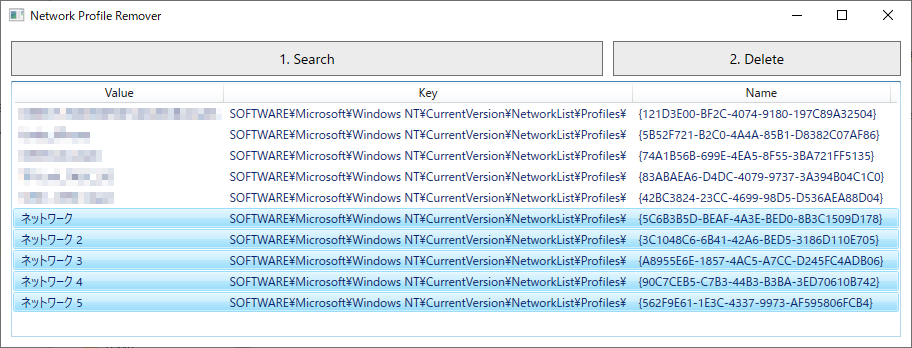 Network Profile Remover
1. Search 2. Delete
Value Key Name
SOFTWARE¥Microsoft¥Windows NT¥CurrentVersion¥NetworkList¥Profiles¥ {121D3E00-BF2C-4074-9180-197C89A32504}
SOFTWARE¥Microsoft¥Windows NT¥CurrentVersion¥NetworkList¥Profiles¥ {5B52F721-B2C0-4A4A-85B1-D8382C07AF86}
SOFTWARE¥Microsoft¥Windows NT¥CurrentVersion¥NetworkList¥Profiles¥ {74A1B56B-699E-4EA5-8F55-3BA721FF5135}
SOFTWARE¥Microsoft¥Windows NT¥CurrentVersion¥NetworkList¥Profiles¥ {83ABAEA6-D4DC-4079-9737-3A394B04C1C0}
SOFTWARE¥Microsoft¥Windows NT¥CurrentVersion¥NetworkList¥Profiles¥ {42BC3824-23CC-4699-98D5-D536AEA88D04}
ネットワーク SOFTWARE¥Microsoft¥Windows NT¥CurrentVersion¥NetworkList¥Profiles¥ {5C6B3B5D-BEAF-4A3E-BED0-8B3C1509D178}
ネットワーク 2 SOFTWARE¥Microsoft¥Windows NT¥CurrentVersion¥NetworkList¥Profiles¥ {3C1048C6-6B41-42A6-BED5-3186D110E705}
ネットワーク 3 SOFTWARE¥Microsoft¥Windows NT¥CurrentVersion¥NetworkList¥Profiles¥ {A8955E6E-1857-4AC5-A7CC-D245FC4ADB06}
ネットワーク 4 SOFTWARE¥Microsoft¥Windows NT¥CurrentVersion¥NetworkList¥Profiles¥ {90C7CEB5-C7B3-44B3-B3BA-3ED70610B742}
ネットワーク 5 SOFTWARE¥Microsoft¥Windows NT¥CurrentVersion¥NetworkList¥Profiles¥ {562F9E61-1E3C-4337-9973-AF595806FCB4}